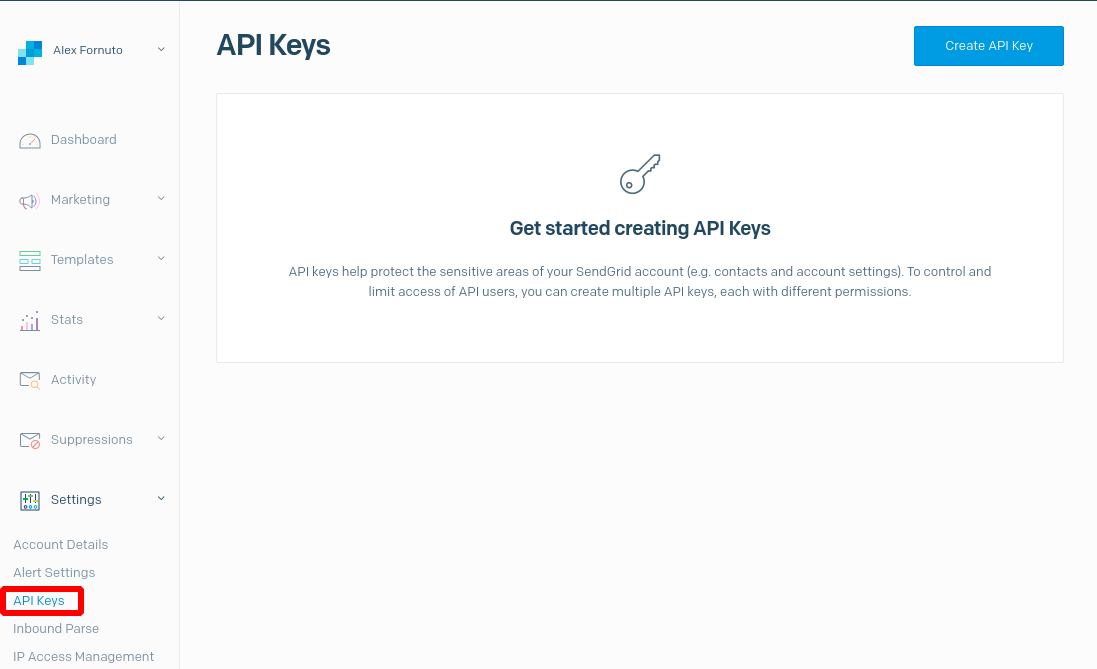 Alex Fornuto
Dashboard
Marketing
Templates
Stats
Activity
Suppressions
Settings
Account Details
Alert Settings
API Keys
Inbound Parse
IP Access Management
API Keys
Create API Key
Get started creating API Keys
API keys help protect the sensitive areas of your SendGrid account (e.g. contacts and account settings). To control and
limit access of API users, you can create multiple API keys, each with different permissions.